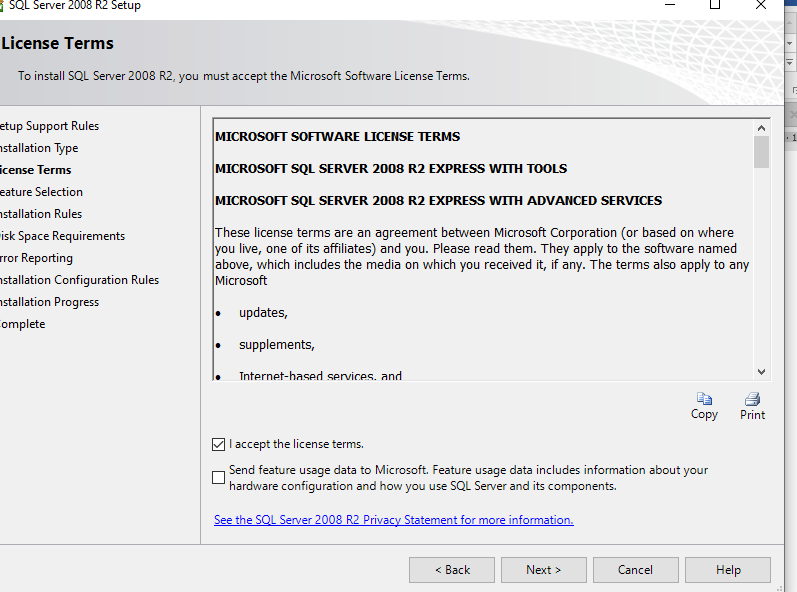 SQL Server 2008 R2 Setup
License Terms
To install SQL Server 2008 R2, you must accept the Microsoft Software License Terms.
etup Support Rules
nstallation Type
icense Terms
eature Selection
nstallation Rules
isk Space Requirements
rror Reporting
nstallation Configuration Rules
nstallation Progress
omplete
MICROSOFT SOFTWARE LICENSE TERMS
MICROSOFT SQL SERVER 2008 R2 EXPRESS WITH TOOLS
MICROSOFT SQL SERVER 2008 R2 EXPRESS WITH ADVANCED SERVICES
These license terms are an agreement between Microsoft Corporation (or based on where
you live, one of its affiliates) and you. Please read them. They apply to the software named
above, which includes the media on which you received it, if any. The terms also apply to any
Microsoft
• updates,
• supplements,
• Internet-based services, and
Copy
Print
I accept the license terms.
Send feature usage data to Microsoft. Feature usage data includes information about your
hardware configuration and how you use SQL Server and its components.
See the SQL Server 2008 R2 Privacy Statement for more information.
< Back
Next >
Cancel
Help